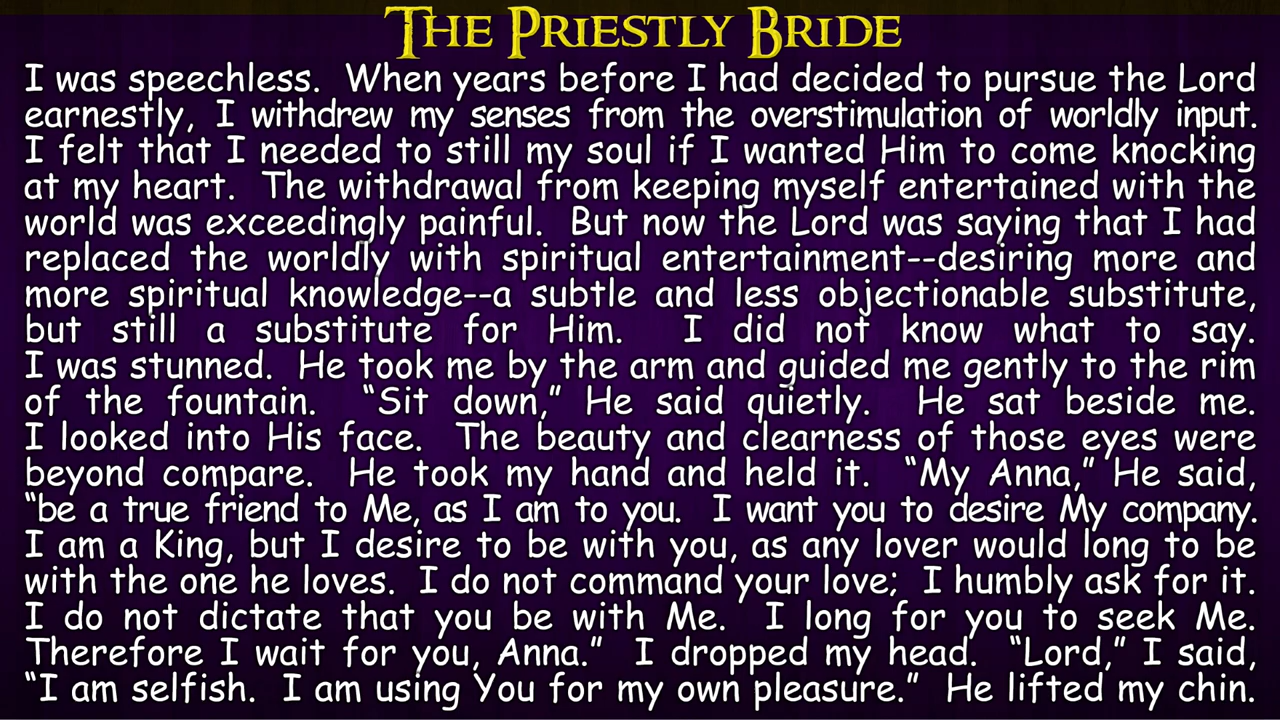 The Priestly Bride
I was speechless.  When years before I had decided to pursue the Lord
earnestly, I withdrew my senses from the overstimulation of worldly input.
I felt that I needed to still my soul if I wanted Him to come knocking
at my heart.  The withdrawal from keeping myself entertained with the
world was exceedingly painful.  But now the Lord was saying that I had
replaced the worldly with spiritual entertainment--desiring more and
more spiritual knowledge--a subtle and less objectionable substitute,
but still a substitute for Him.  I did not know what to say.
I was stunned.  He took me by the arm and guided me gently to the rim
of the fountain.  “Sit down,” He said quietly.  He sat beside me.
I looked into His face.  The beauty and clearness of those eyes were
beyond compare.  He took my hand and held it.  “My Anna,” He said,
“be a true friend to Me, as I am to you.  I want you to desire My company.
I am a King, but I desire to be with you, as any lover would long to be
with the one he loves.  I do not command your love;  I humbly ask for it.
I do not dictate that you be with Me.  I long for you to seek Me.
Therefore I wait for you, Anna.”  I dropped my head.  “Lord,” I said,
“I am selfish.  I am using You for my own pleasure.”  He lifted my chin.